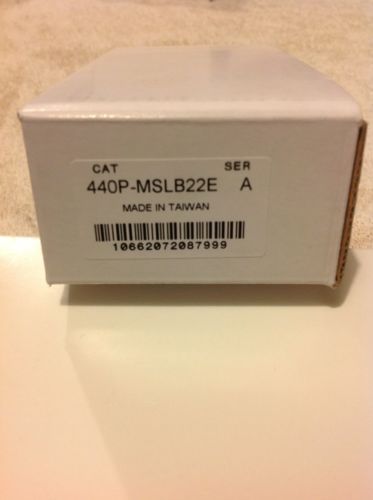 CAT SER
440P-MSLB22E A
MADE IN TAIWAN
10662072087999